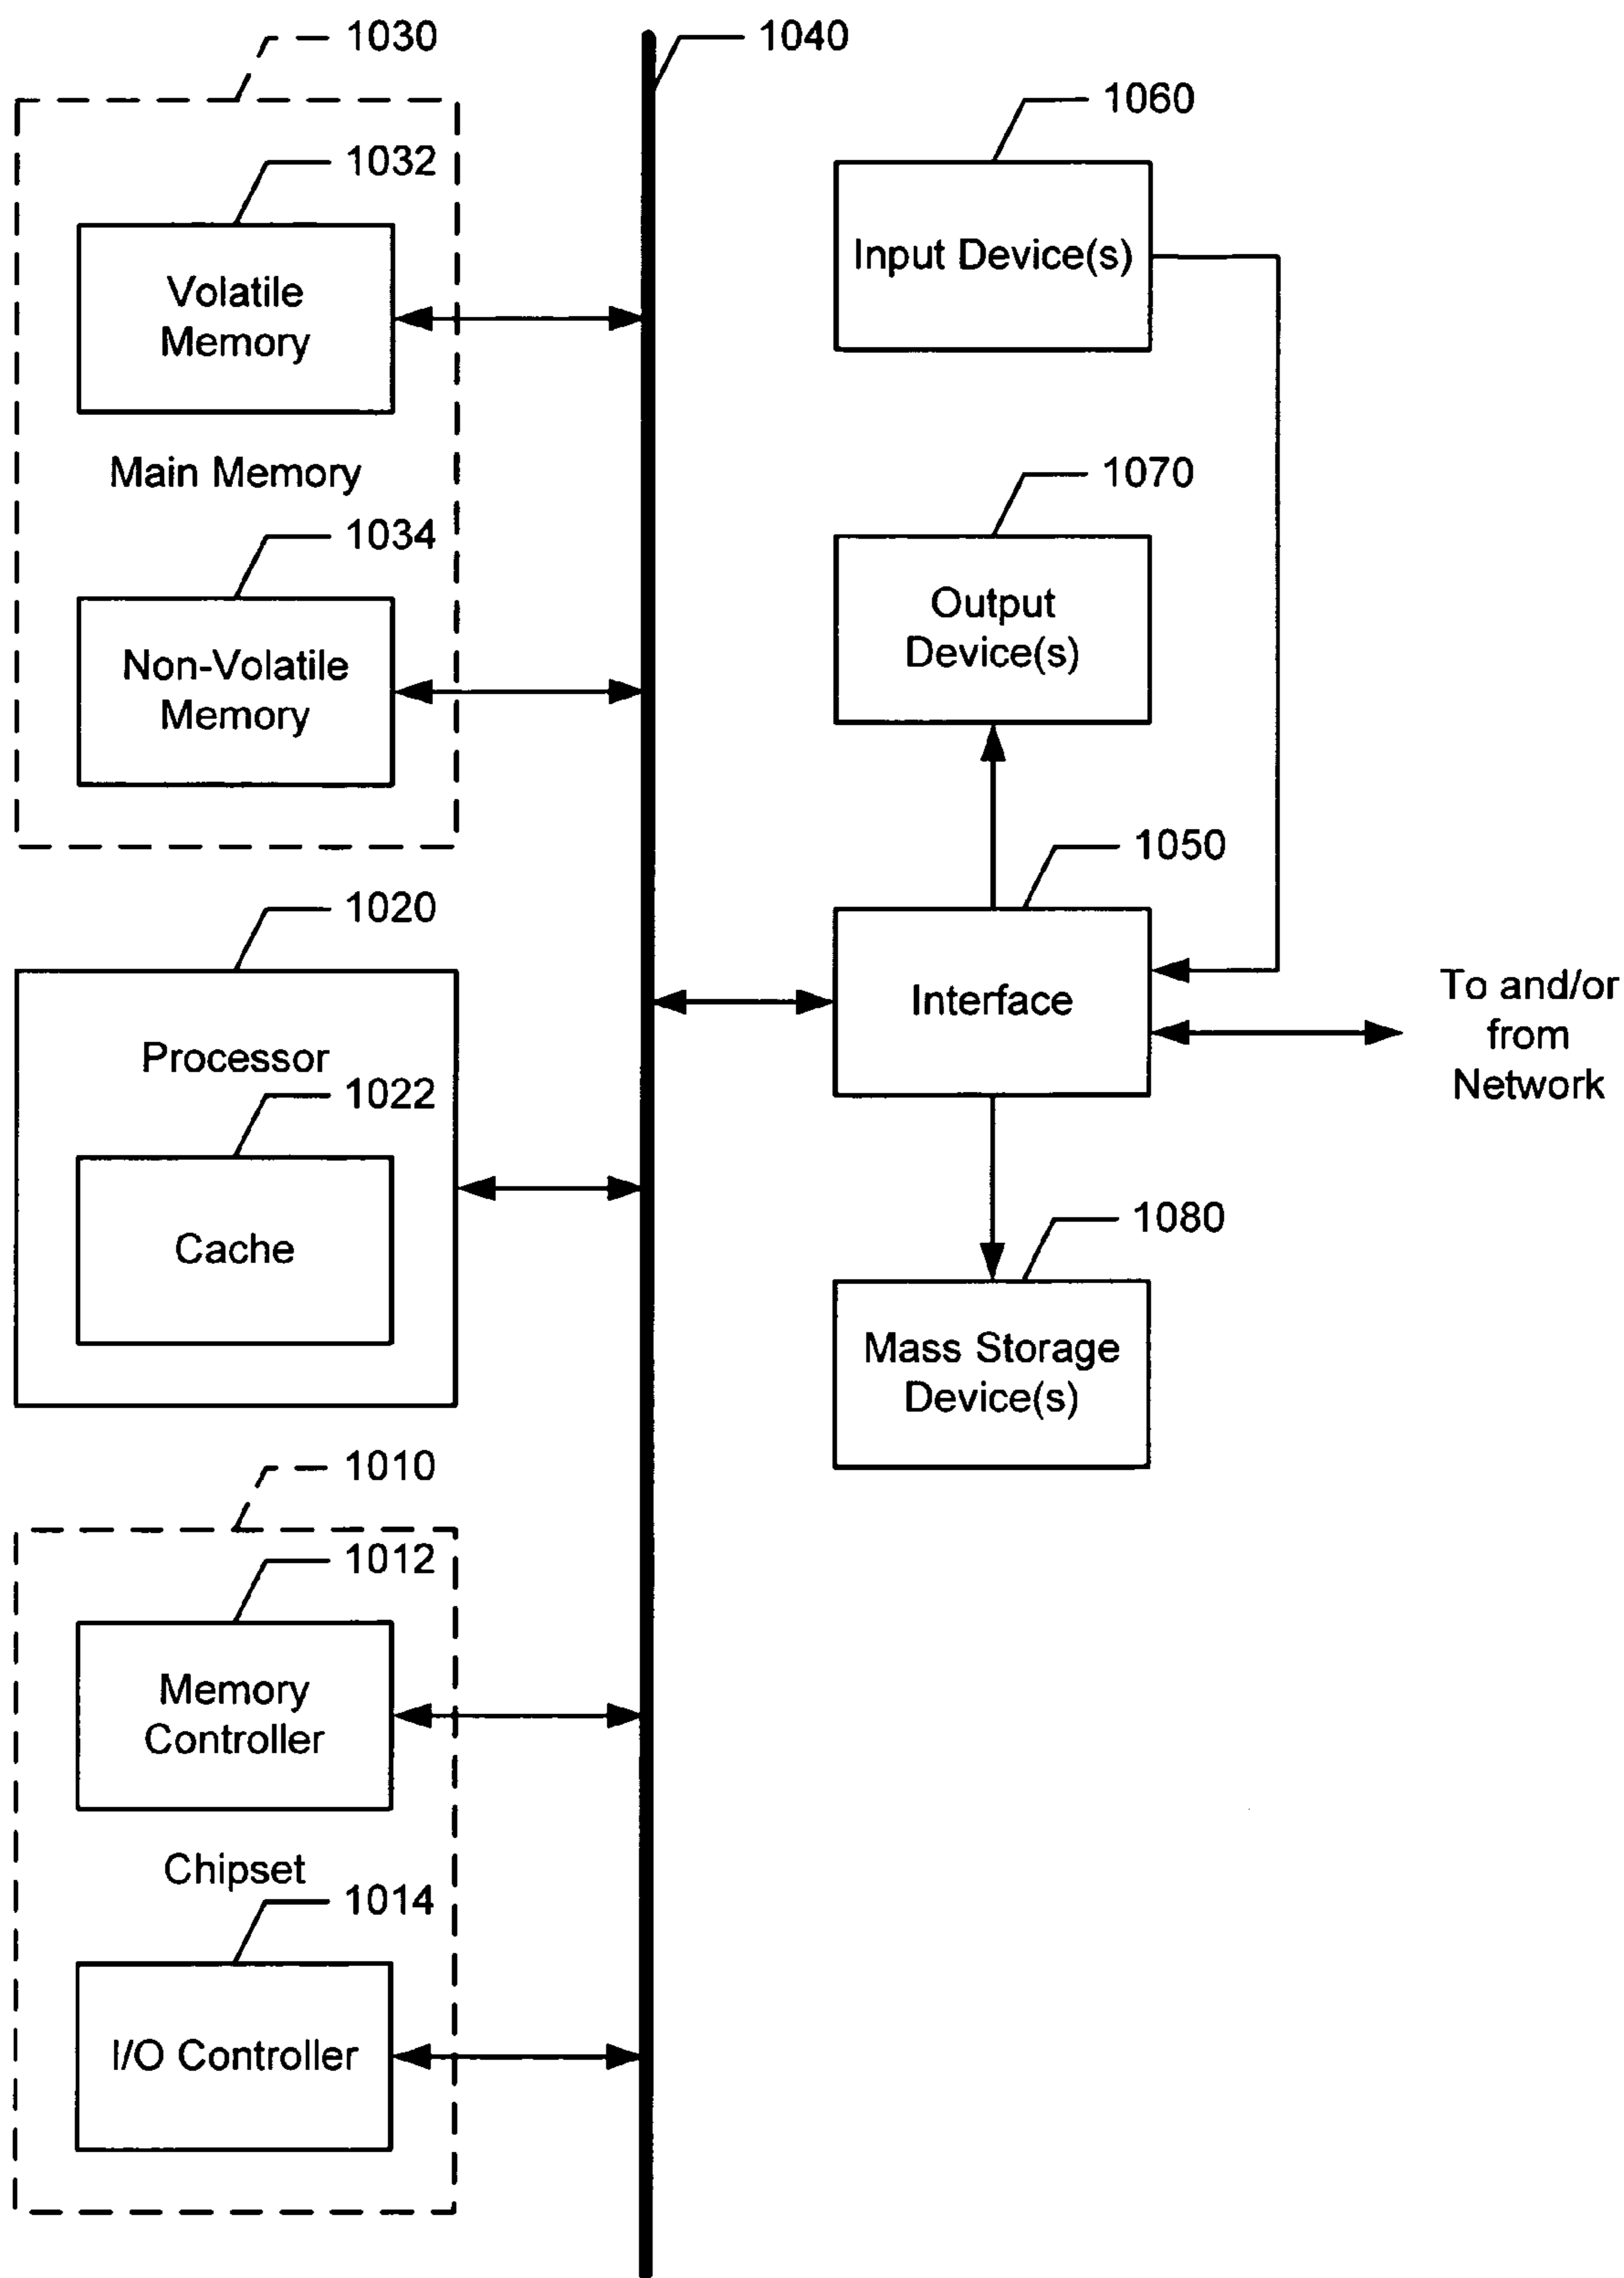 1030
1040
1060
1032
Input Device(s)
Volatile
Memory
Main Memory
1070
1034
Output
Device(s)
Non-Volatile
Memory
1050
1020
Interface
To and/or
from
Network
Processor
1022
Cache
1080
Mass Storage
Device(s)
1010
1012
Memory
Controller
Chipset
1014
I/O Controller